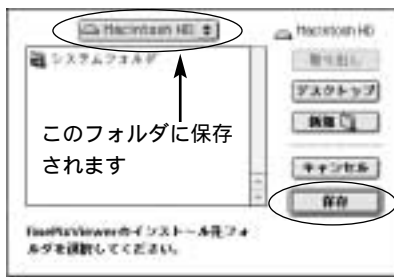 Macintosh HD
Macintosh HD
システムフォルダ
取り出し
デスクトップ
新規
このフォルダに保存
されます
キャンセル
保存
FinePixViewerのインストール先フォ
ルダを選択してください。